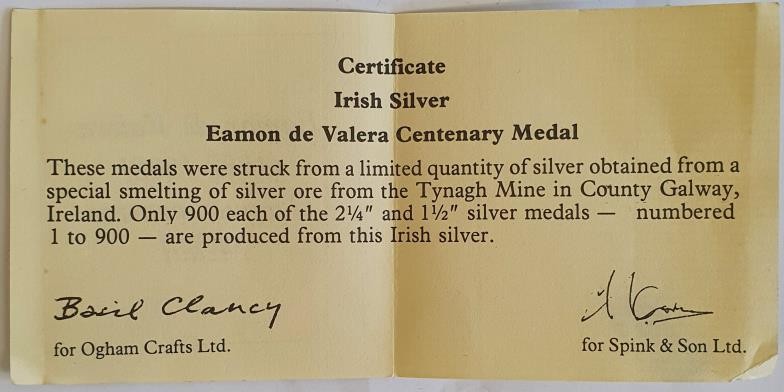 Certificate
Irish Silver
Eamon de Valera Centenary Medal
These medals were struck from a limited quantity of silver obtained from a
special smelting of silver ore from the Tynagh Mine in County Galway,
Ireland. Only 900 each of the 2¼″ and 1½″ silver medals — numbered
1 to 900 — are produced from this Irish silver.
Basil Clancy
for Ogham Crafts Ltd.
for Spink & Son Ltd.